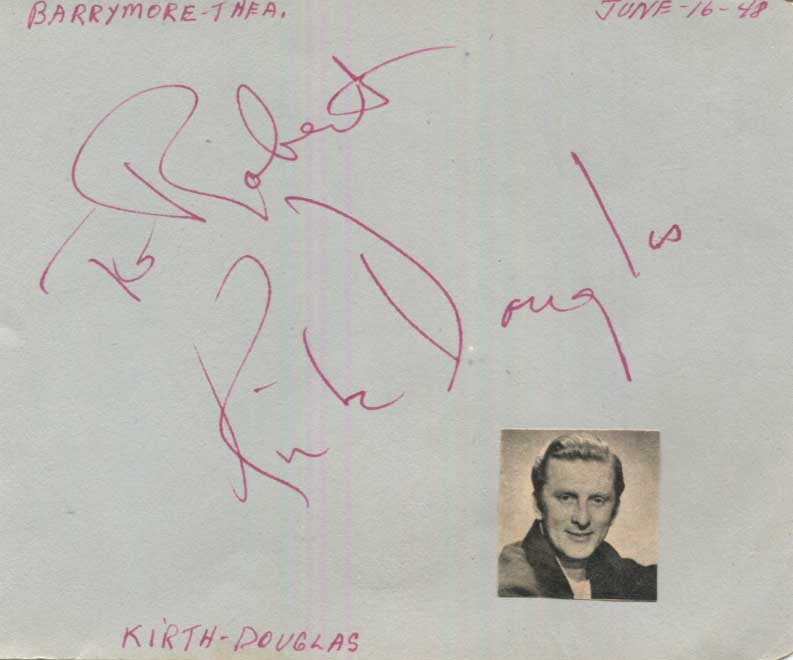 BARRYMORE-THEA.
JUNE-16-48
To Robert
Kirk Douglas
KIRTH-DOUGLAS